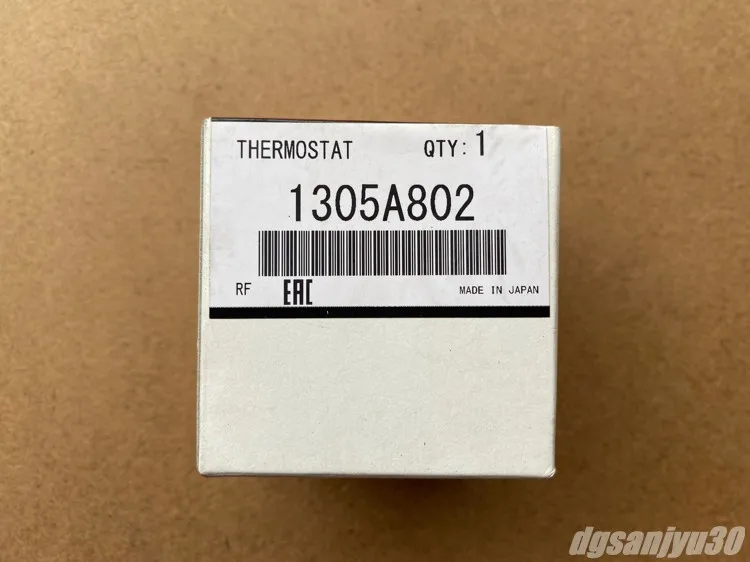 THERMOSTAT QTY: 1
1305A802
RF EAC MADE IN JAPAN
dgsanjyu30